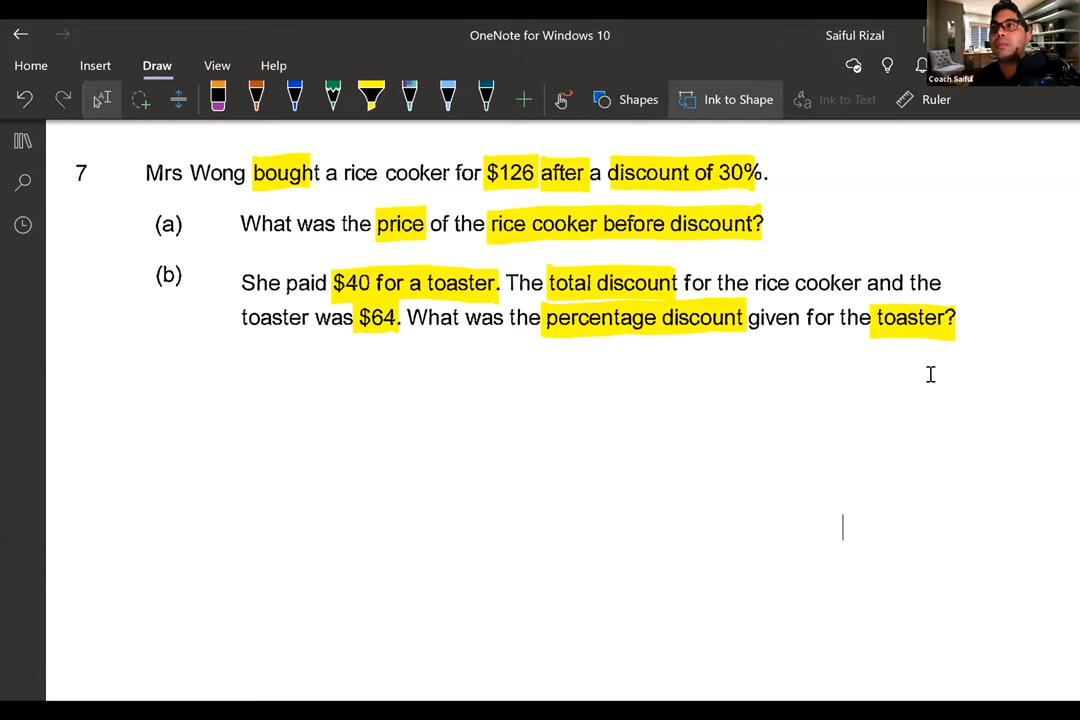 OneNote for Windows 10
Saiful Rizal
Coach Saiful
Home Insert Draw View Help
Shapes Ink to Shape Ink to Text Ruler
7 Mrs Wong bought a rice cooker for $126 after a discount of 30%.
(a) What was the price of the rice cooker before discount?
(b) She paid $40 for a toaster. The total discount for the rice cooker and the
toaster was $64. What was the percentage discount given for the toaster?